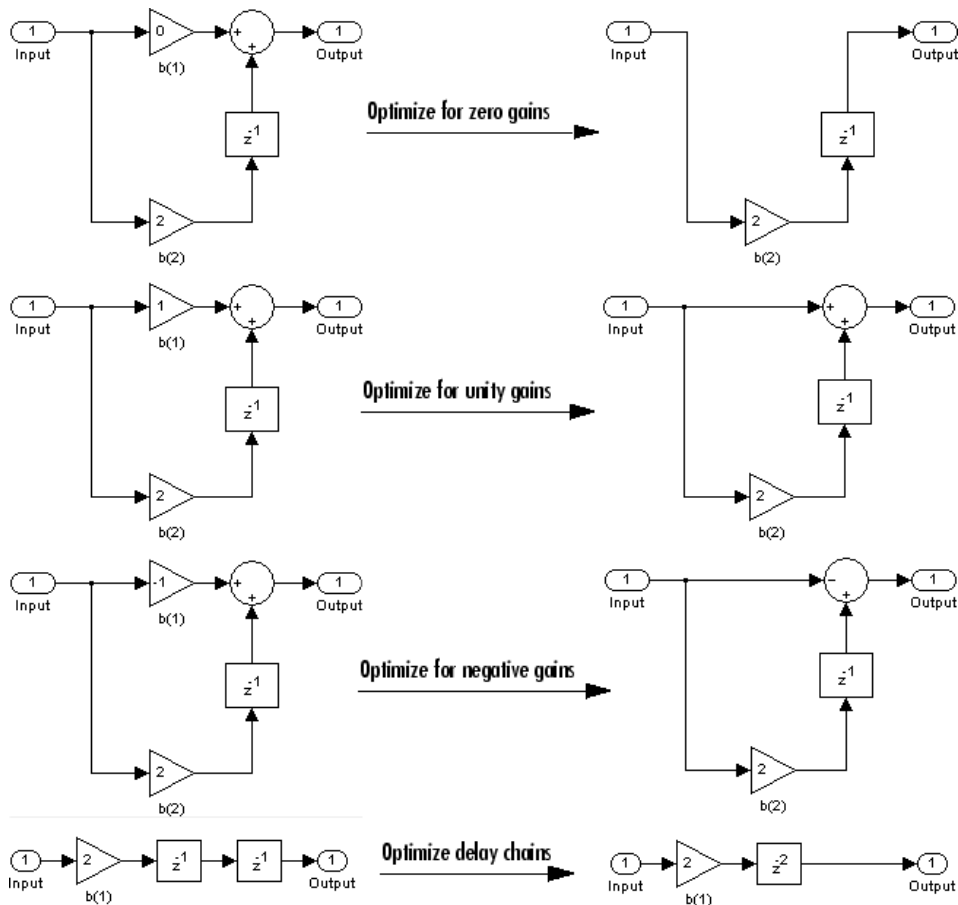 1 0 + + 1 1 1
Input b(1) Output Input Output
Optimize for zero gains
z-1 z-1
2 2
b(2) b(2)
1 1 + + 1 1 + + 1
Input b(1) Output Input Output
Optimize for unity gains
z-1 z-1
2 2
b(2) b(2)
1 -1 + + 1 1 − + 1
Input b(1) Output Input Output
Optimize for negative gains
z-1 z-1
2 2
b(2) b(2)
Optimize delay chains
1 2 z-1 z-1 1 1 2 z-2 1
Input b(1) Output Input b(1) Output